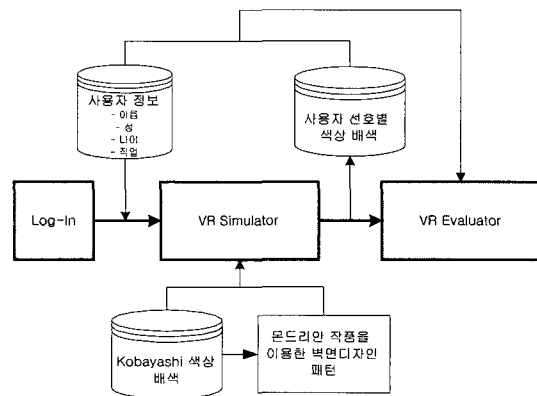 사용자 정보
- 이름
- 성
- 나이
- 직업
사용자 선호별
색상 배색
Log-In
VR Simulator
VR Evaluator
Kobayashi 색상
배색
몬드리안 작품을
이용한 벽면디자인
패턴